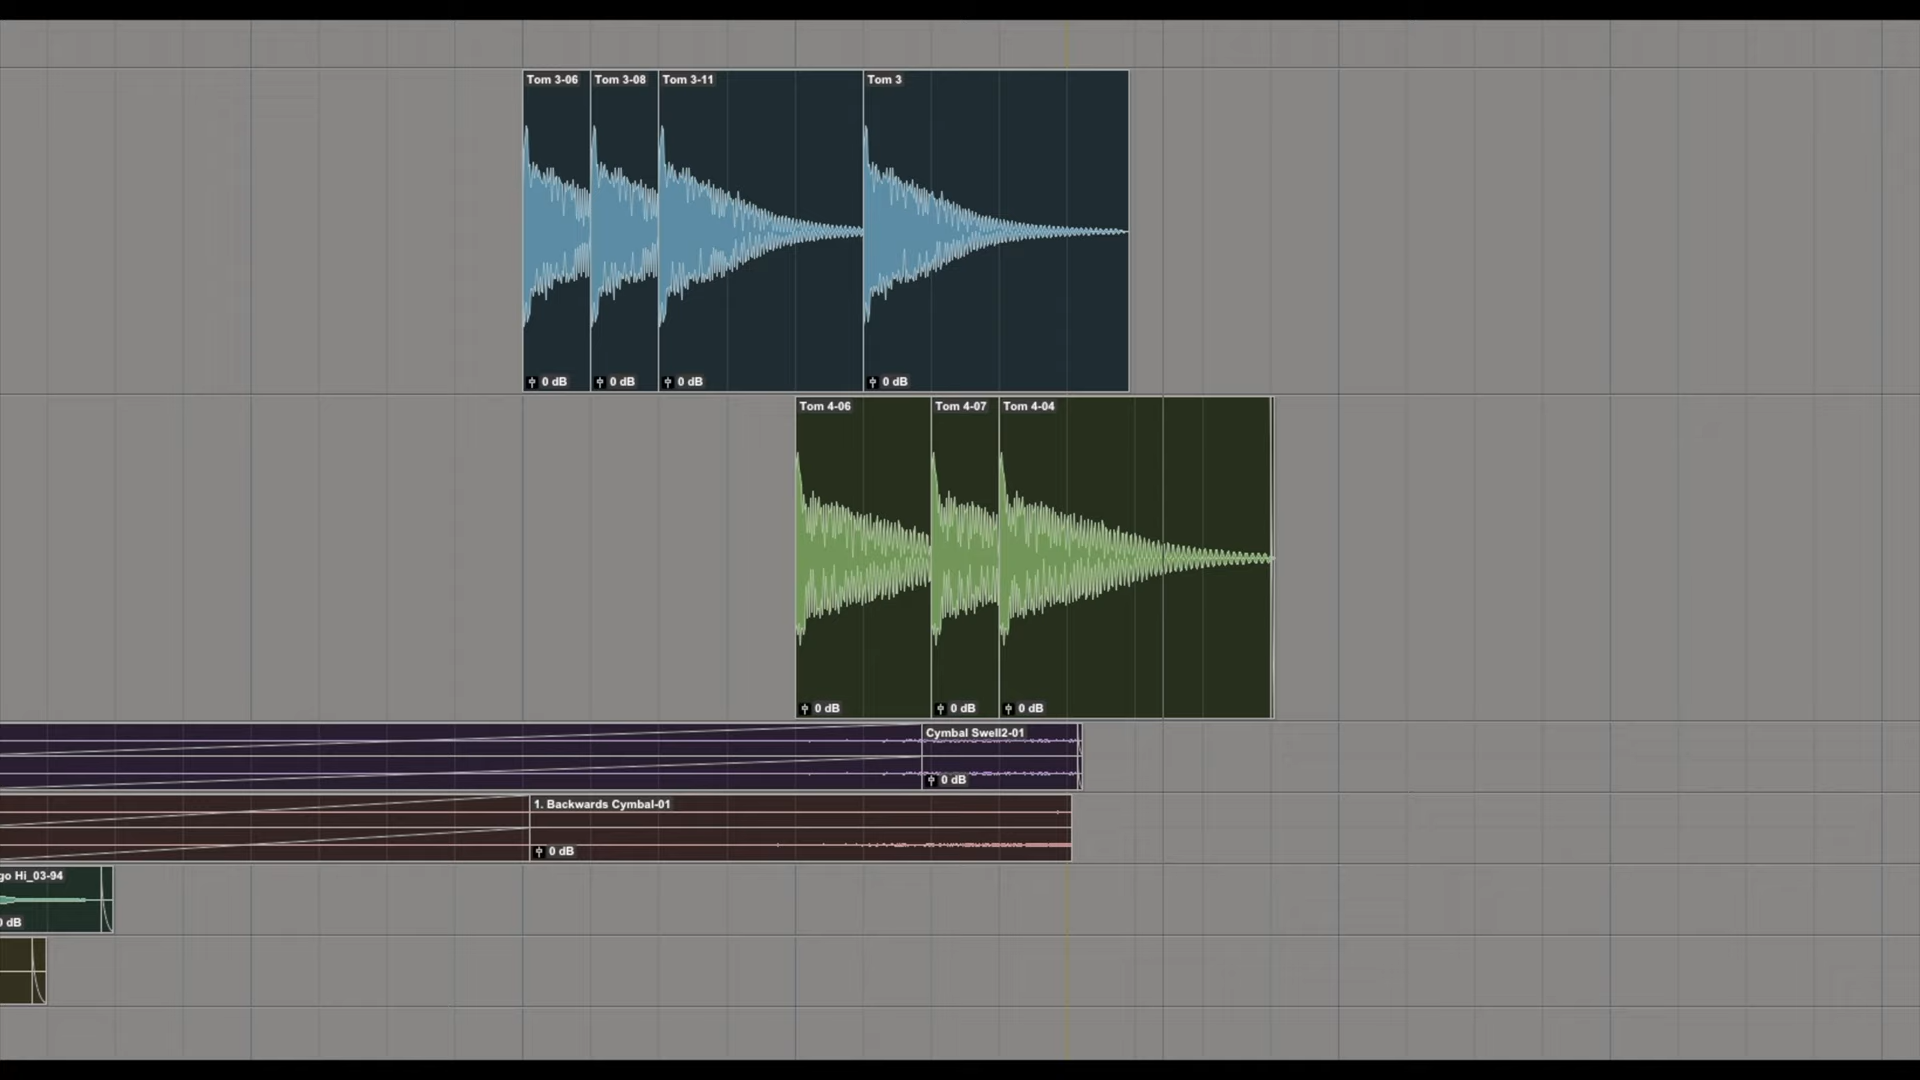 Tom 3-06
Tom 3-08
Tom 3-11
Tom 3
0 dB
0 dB
0 dB
0 dB
Tom 4-06
Tom 4-07
Tom 4-04
0 dB
0 dB
0 dB
Cymbal Swell2-01
0 dB
1. Backwards Cymbal-01
0 dB
go Hi_03-94
0 dB